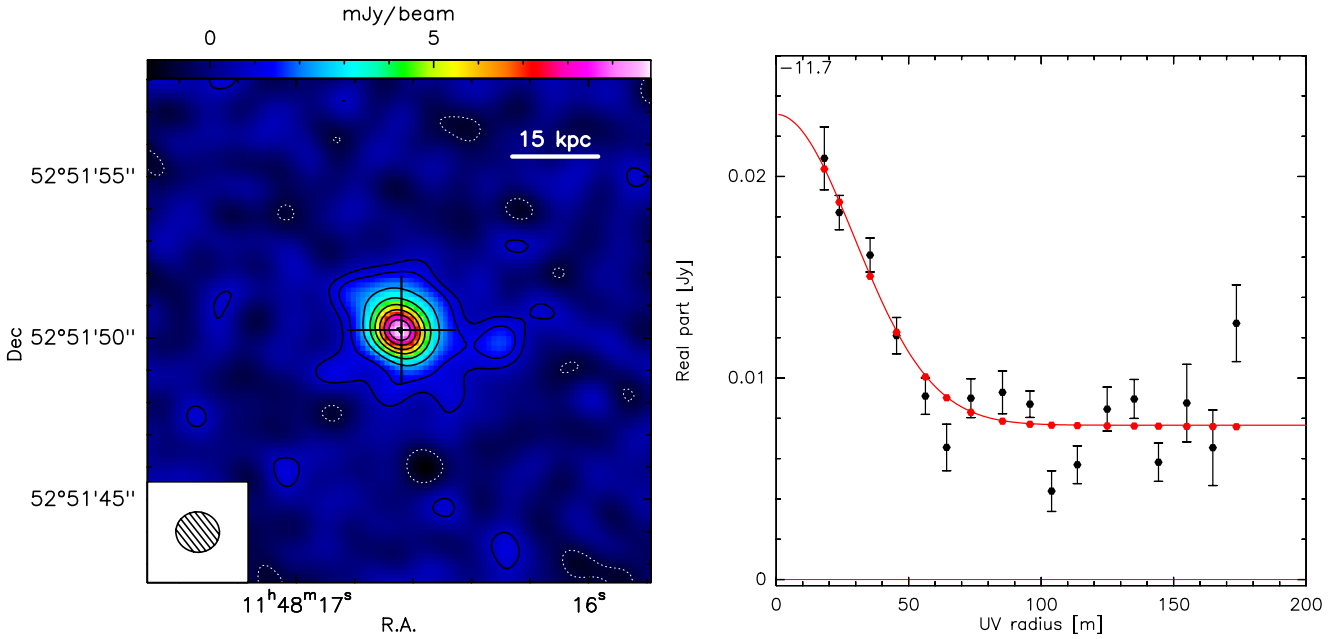 mJy/beam
0 5
15 kpc
52°51'55''
52°51'50''
52°51'45''
Dec
11ʰ48ᵐ17ˢ 16ˢ
R.A.
−11.7
0.02
0.01
0
Real part [Jy]
0 50 100 150 200
UV radius [m]